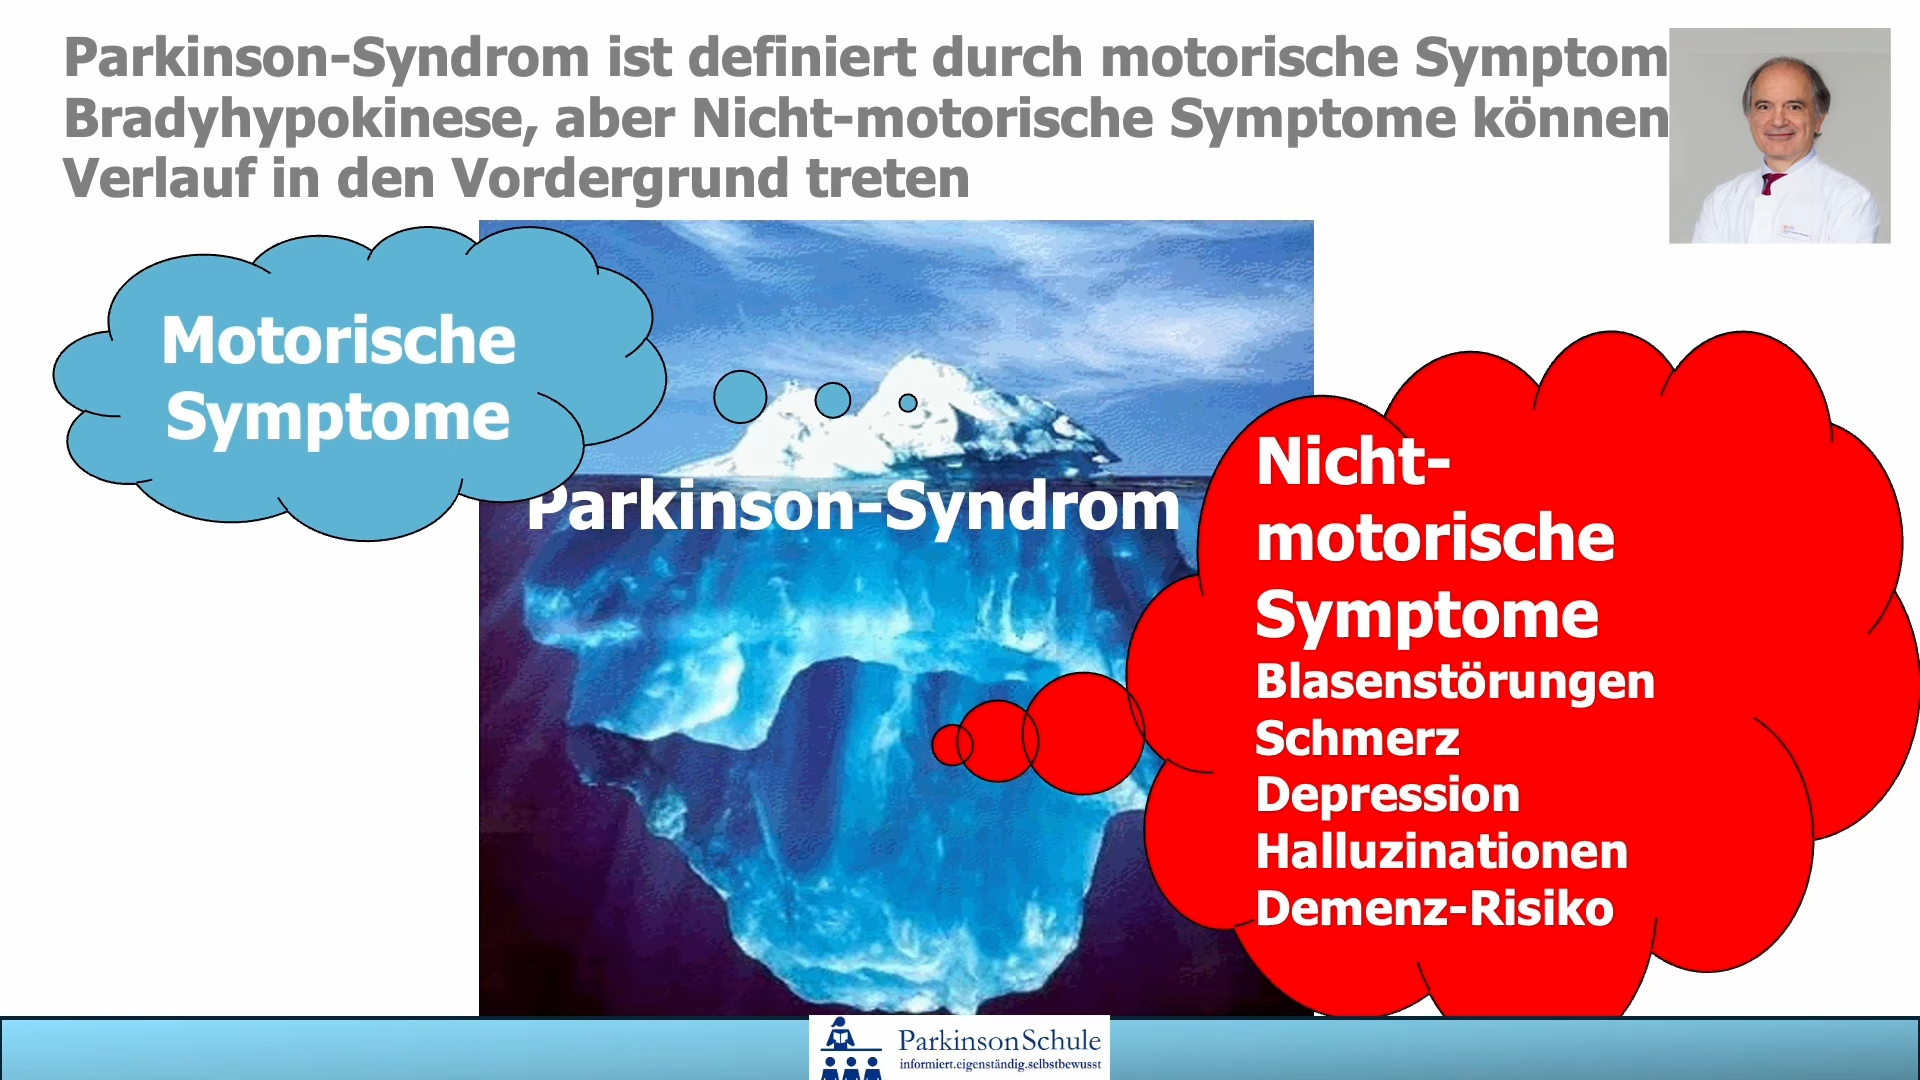 Parkinson-Syndrom ist definiert durch motorische Symptom
Bradyhypokinese, aber Nicht-motorische Symptome können
Verlauf in den Vordergrund treten
Motorische
Symptome
Parkinson-Syndrom
Nicht-
motorische
Symptome
Blasenstörungen
Schmerz
Depression
Halluzinationen
Demenz-Risiko
ParkinsonSchule
informiert.eigenständig.selbstbewusst